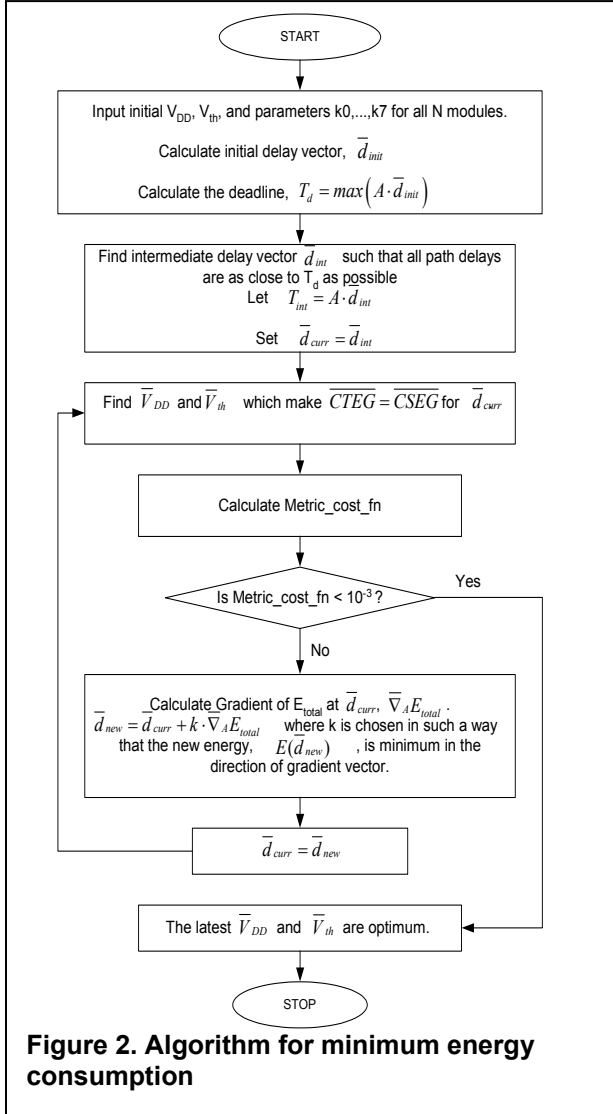 START
Input initial V_DD, V_th, and parameters k0,...,k7 for all N modules.
Calculate initial delay vector, d̅_init
Calculate the deadline, T_d = max(A·d̅_init)
Find intermediate delay vector d̅_int such that all path delays
are as close to T_d as possible
Let T_int = A·d̅_int
Set d̅_curr = d̅_int
Find V̅_DD and V̅_th which make C̅T̅E̅G̅ = C̅S̅E̅G̅ for d̅_curr
Calculate Metric_cost_fn
Is Metric_cost_fn < 10⁻³ ?
Yes
No
Calculate Gradient of E_total at d̅_curr, ∇̅_A E_total .
d̅_new = d̅_curr + k·∇̅_A E_total where k is chosen in such a way
that the new energy, E(d̅_new) , is minimum in the
direction of gradient vector.
d̅_curr = d̅_new
The latest V̅_DD and V̅_th are optimum.
STOP
Figure 2. Algorithm for minimum energy
consumption